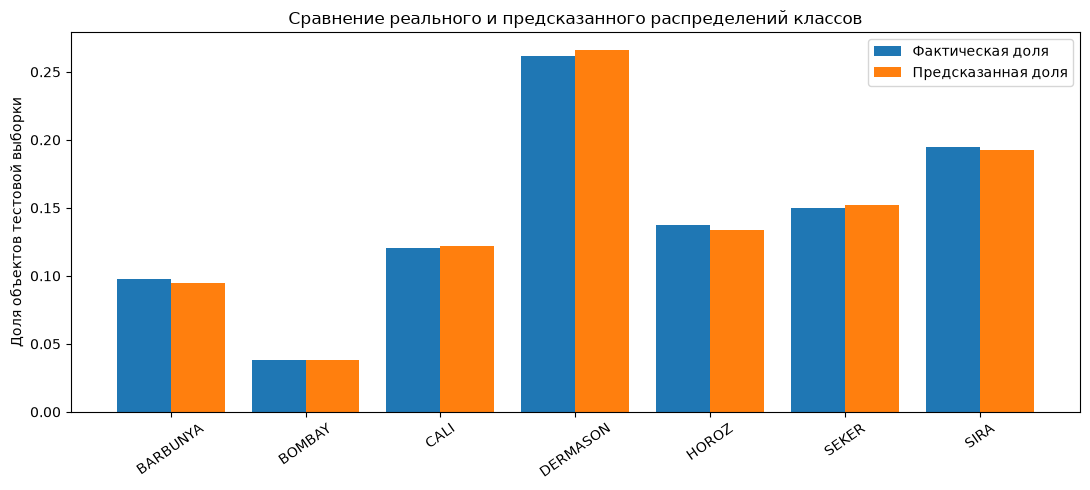 Сравнение реального и предсказанного распределений классов
Фактическая доля
Предсказанная доля
Доля объектов тестовой выборки
0.25
0.20
0.15
0.10
0.05
0.00
BARBUNYA
BOMBAY
CALI
DERMASON
HOROZ
SEKER
SIRA